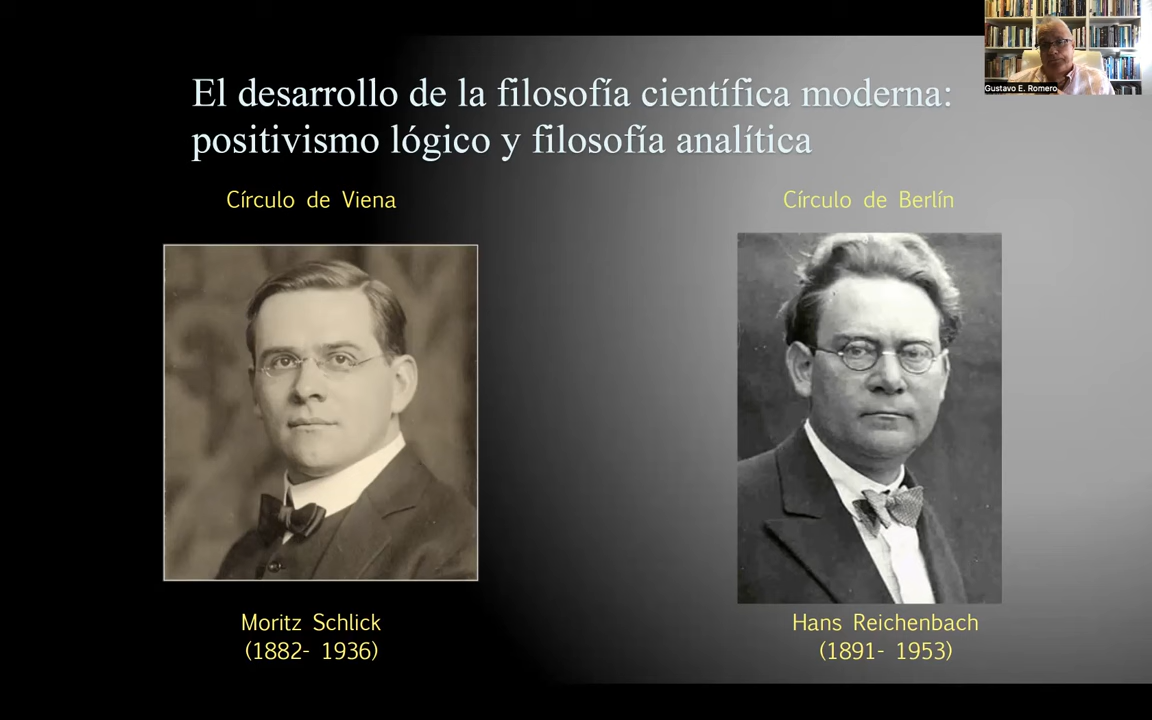 El desarrollo de la filosofía científica moderna:
positivismo lógico y filosofía analítica
Gustavo E. Romero
Círculo de Viena
Círculo de Berlín
Moritz Schlick
(1882- 1936)
Hans Reichenbach
(1891- 1953)